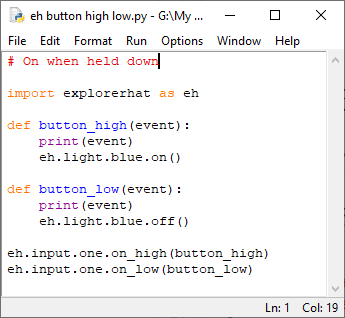 eh button high low.py - G:\My ...
File Edit Format Run Options Window Help
# On when held down
import explorerhat as eh
def button_high(event):
    print(event)
    eh.light.blue.on()
def button_low(event):
    print(event)
    eh.light.blue.off()
eh.input.one.on_high(button_high)
eh.input.one.on_low(button_low)
Ln: 1 Col: 19